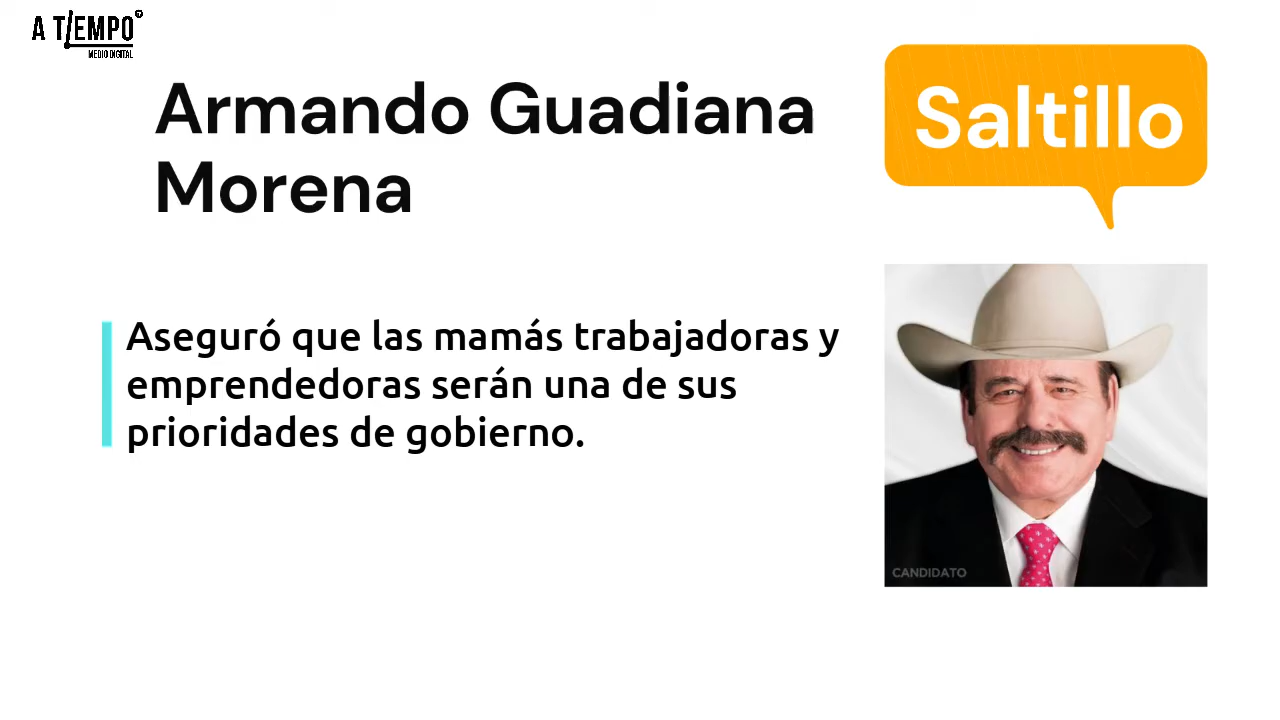 A TIEMPO
MEDIO DIGITAL
Armando Guadiana
Morena
Saltillo
Aseguró que las mamás trabajadoras y
emprendedoras serán una de sus
prioridades de gobierno.
CANDIDATO